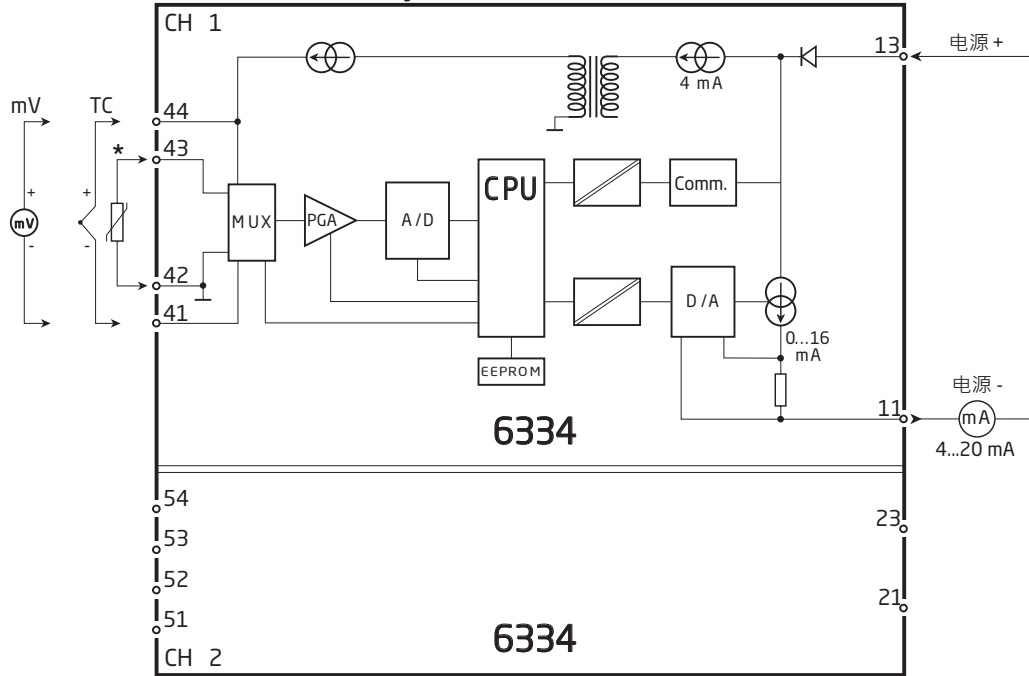 CH 1
13
电源 +
4 mA
mV
TC
44
*
43
CPU
Comm.
+
+
MUX
PGA
A/D
mV
-
-
42
D/A
41
0...16
mA
EEPROM
电源 -
11
mA
6334
4...20 mA
54
23
53
52
21
51
6334
CH 2